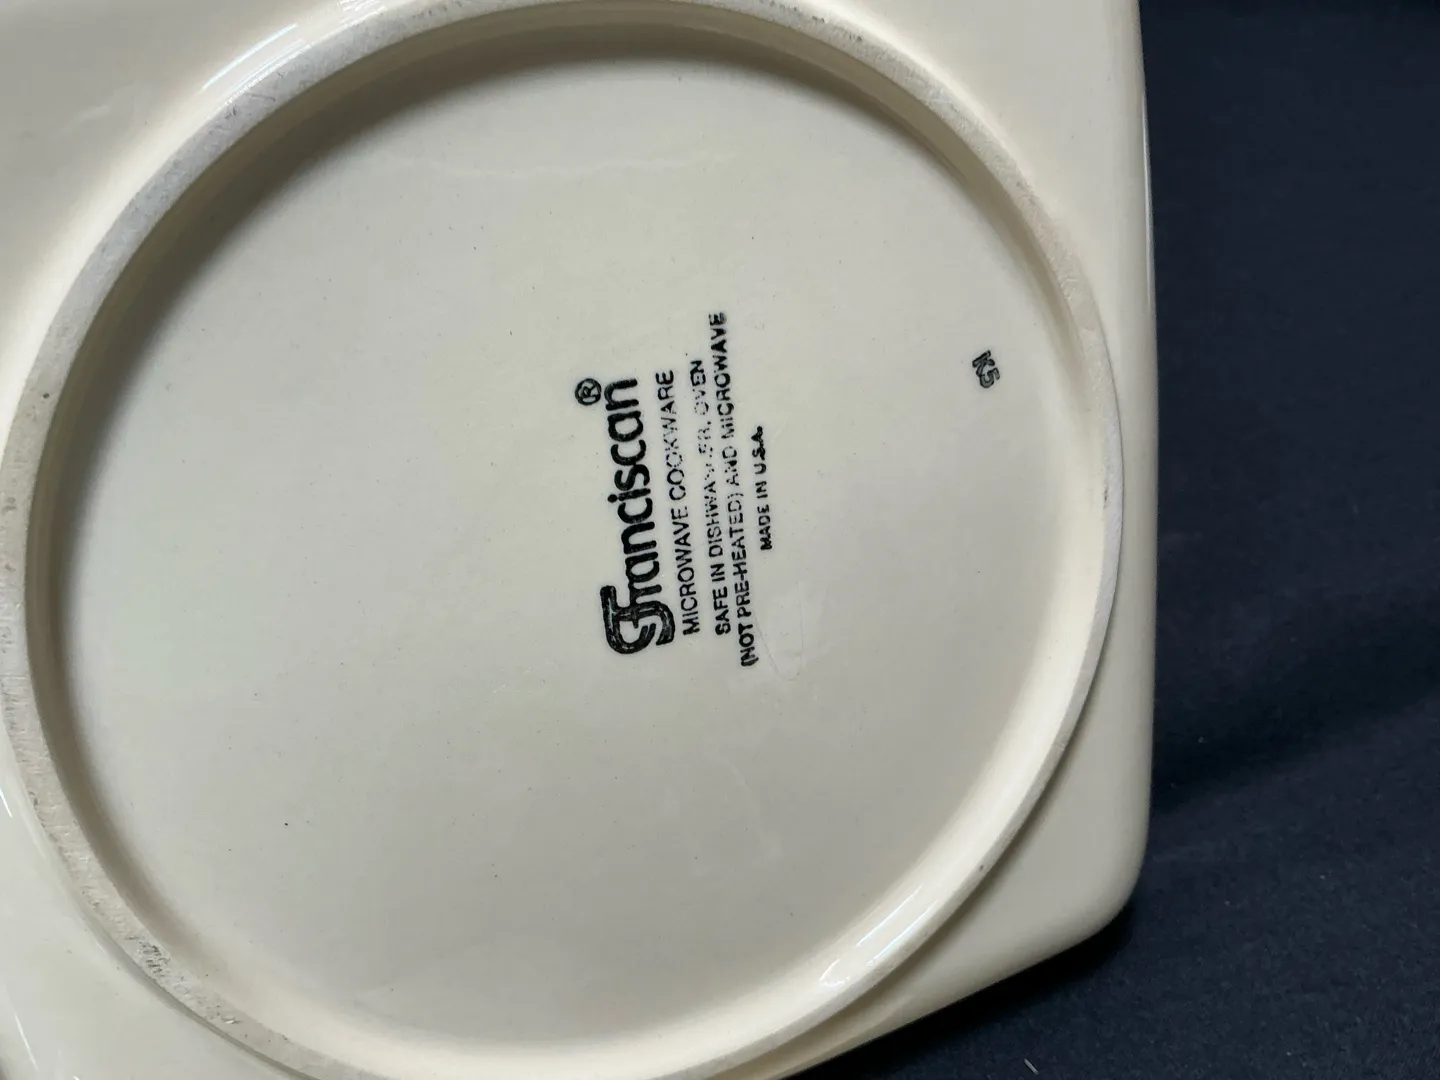 Franciscan®
MICROWAVE COOKWARE
SAFE IN DISHWASHER, OVEN
(NOT PRE-HEATED) AND MICROWAVE
MADE IN U.S.A.
K5